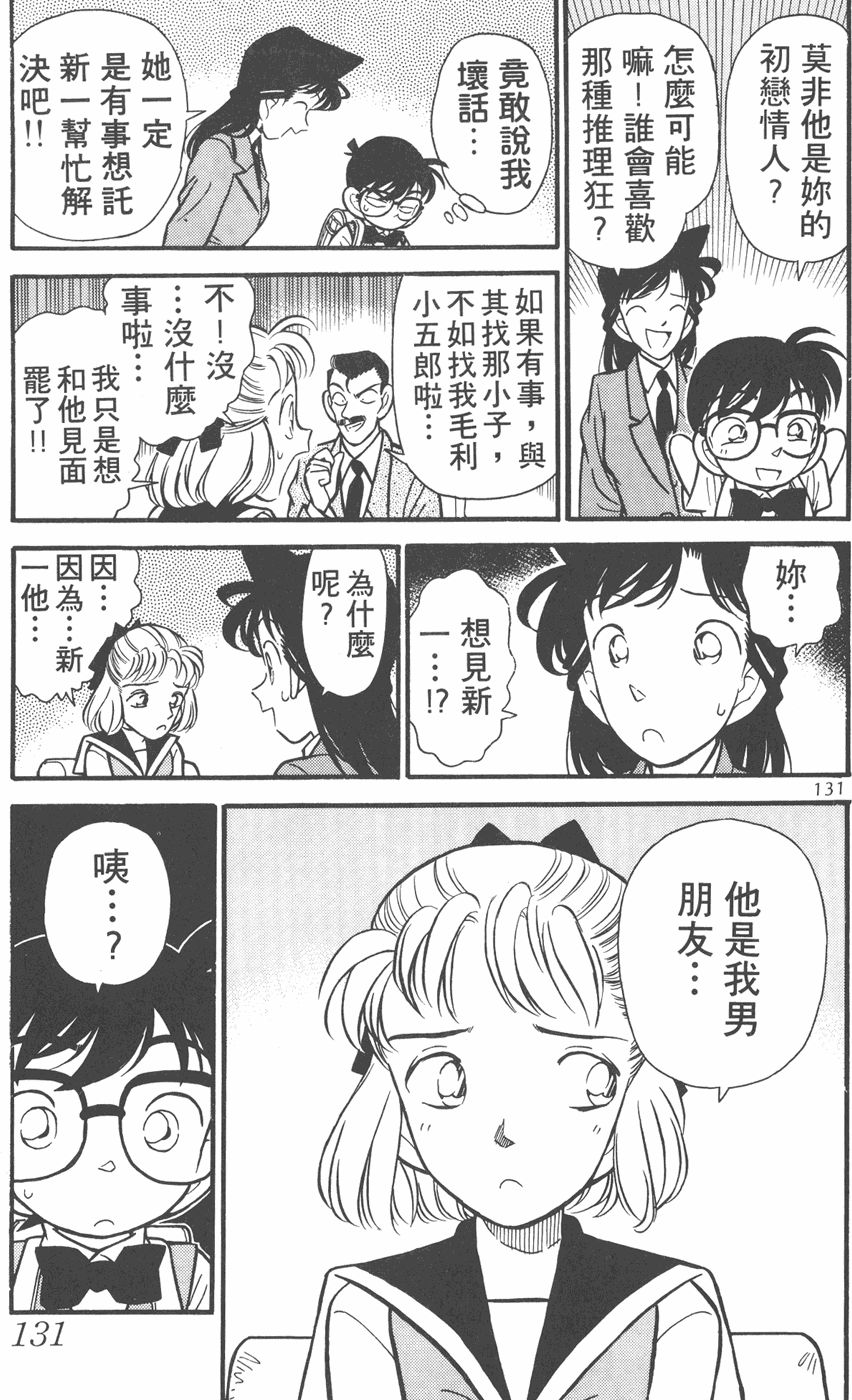 莫非他是妳的
初戀情人?
怎麼可能
嘛!誰會喜歡
那種推理狂?
竟敢說我
壞話…
她一定
是有事想託
新一幫忙解
決吧!!
如果有事,與
其找那小子,
不如找我毛利
小五郎啦…
不!沒
…沒什麼
事啦…
我只是想
和他見面
罷了!!
妳…
想見新
一…!?
為什麼
呢?
因…
因為…新
一他…
131
他是我男
朋友…
咦…?
131